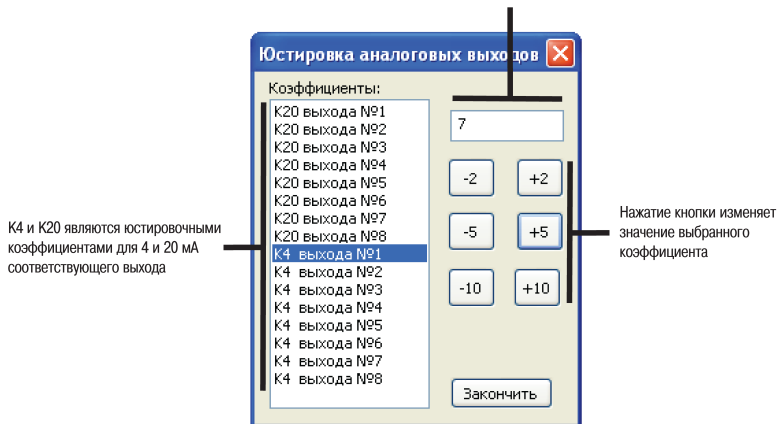 Юстировка аналоговых выходов
Коэффициенты:
K20 выхода №1
K20 выхода №2
K20 выхода №3
K20 выхода №4
K20 выхода №5
K20 выхода №6
K20 выхода №7
K20 выхода №8
K4 выхода №1
K4 выхода №2
K4 выхода №3
K4 выхода №4
K4 выхода №5
K4 выхода №6
K4 выхода №7
K4 выхода №8
7
-2 +2
-5 +5
-10 +10
Закончить
К4 и К20 являются юстировочными
коэффициентами для 4 и 20 мА
соответствующего выхода
Нажатие кнопки изменяет
значение выбранного
коэффициента